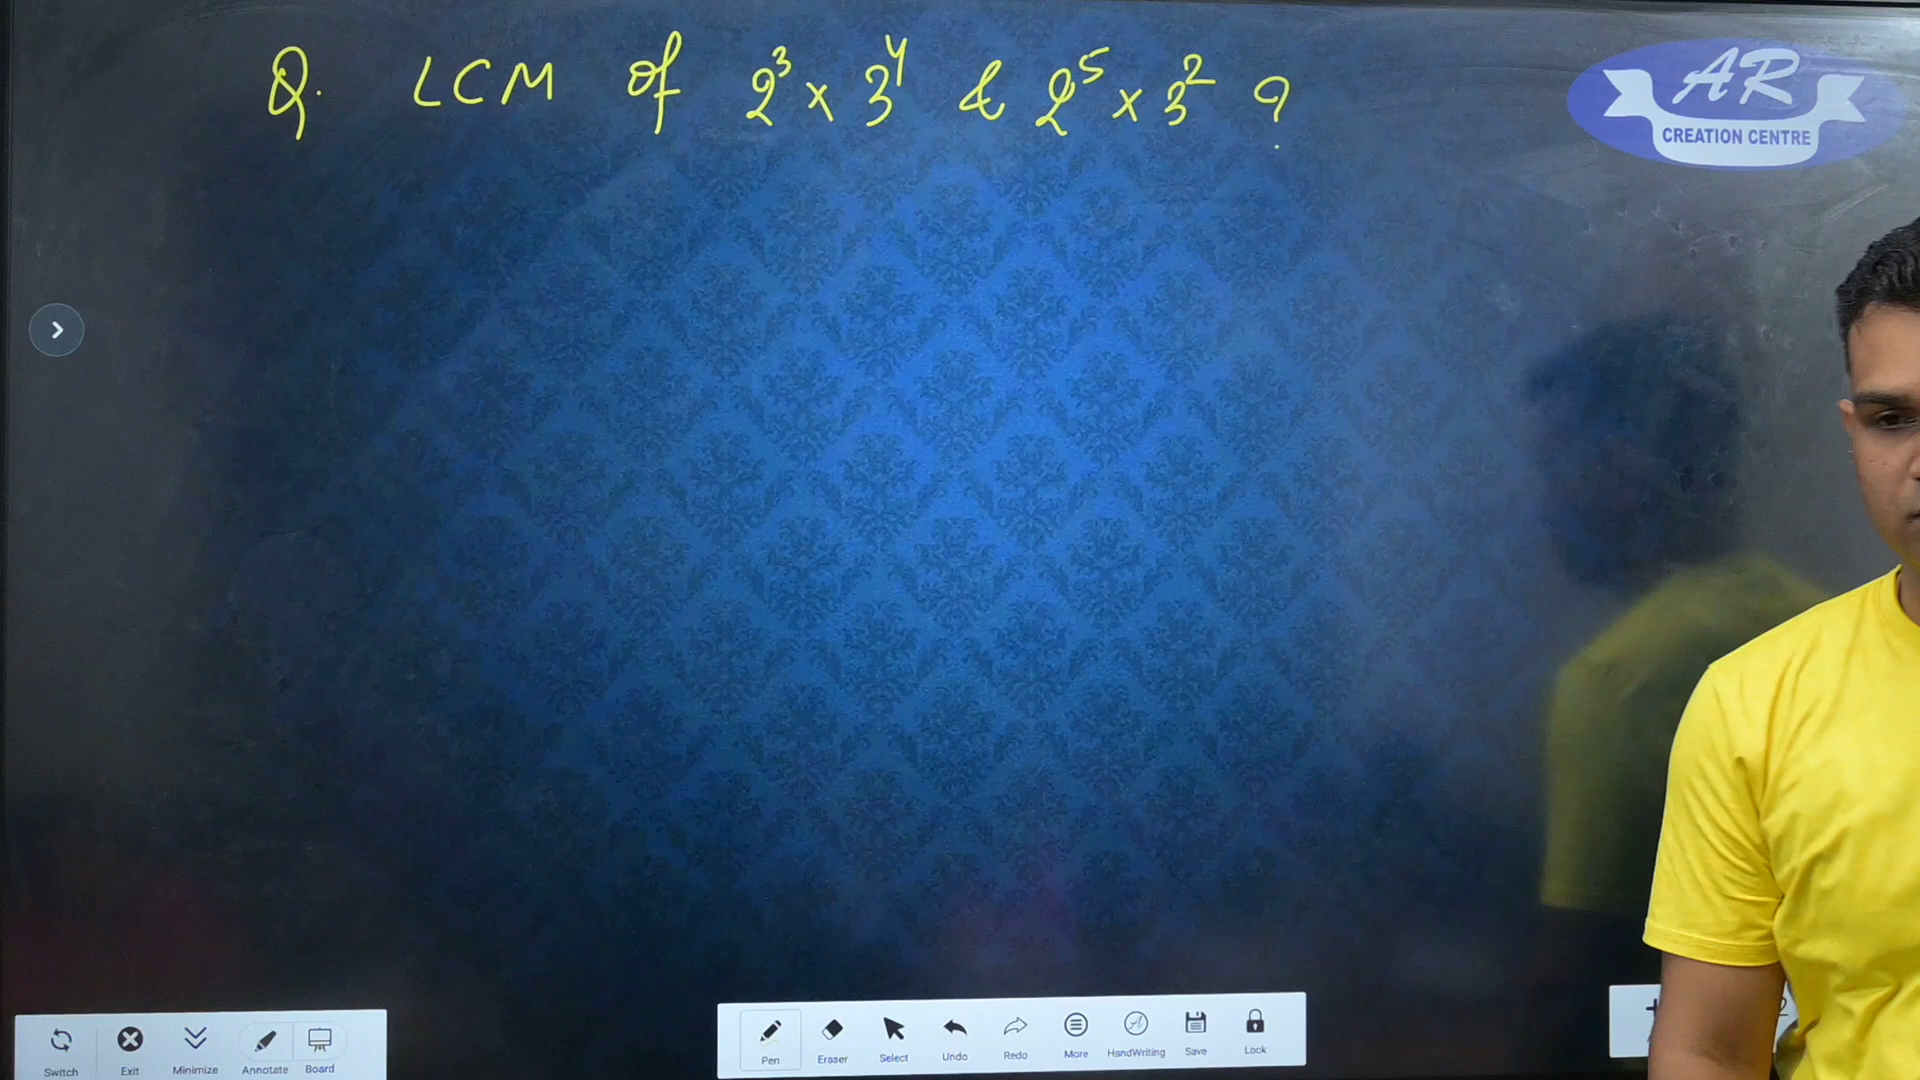 Q. LCM of 2³ × 3⁴ & 2⁵ × 3² ?
AR
CREATION CENTRE
Switch Exit Minimize Annotate Board
Pen Eraser Select Undo Redo More HandWriting Save Lock